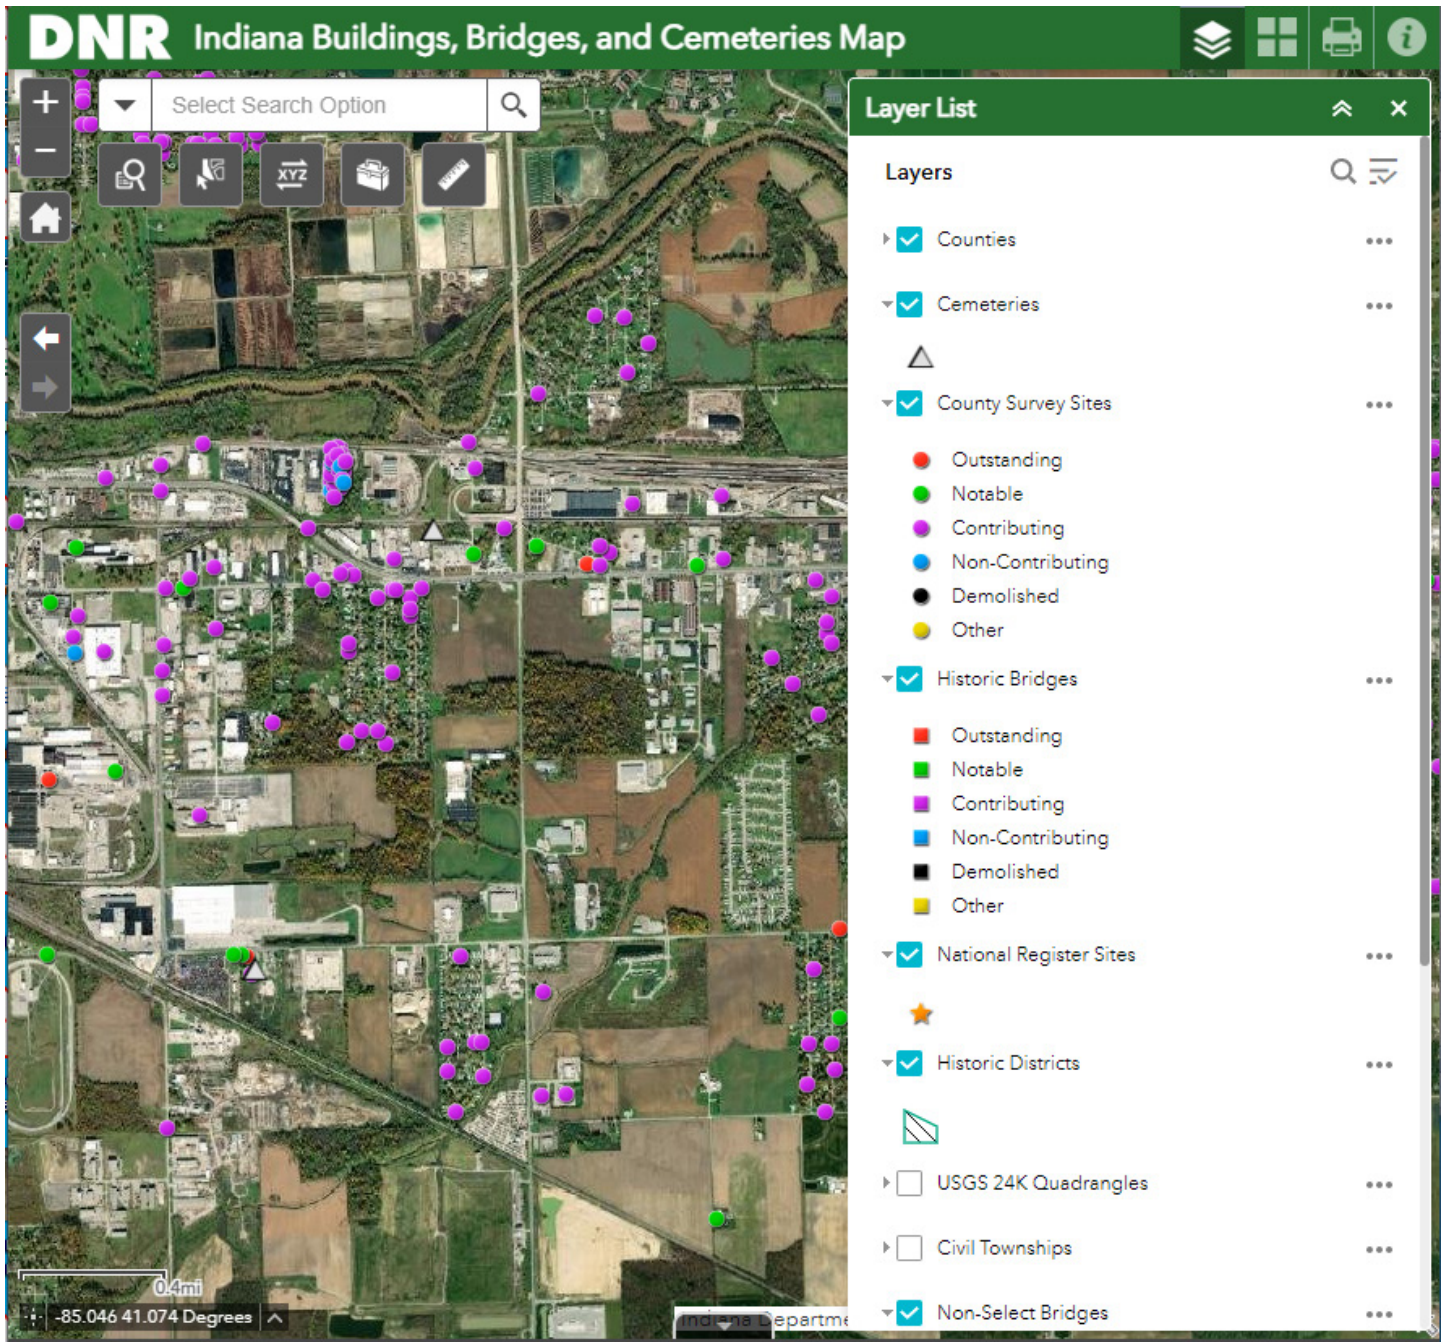 DNR Indiana Buildings, Bridges, and Cemeteries Map
Select Search Option
XYZ
Layer List
Layers
Counties
Cemeteries
County Survey Sites
Outstanding
Notable
Contributing
Non-Contributing
Demolished
Other
Historic Bridges
Outstanding
Notable
Contributing
Non-Contributing
Demolished
Other
National Register Sites
Historic Districts
USGS 24K Quadrangles
Civil Townships
Non-Select Bridges
0.4mi
-85.046 41.074 Degrees
Indiana Departme